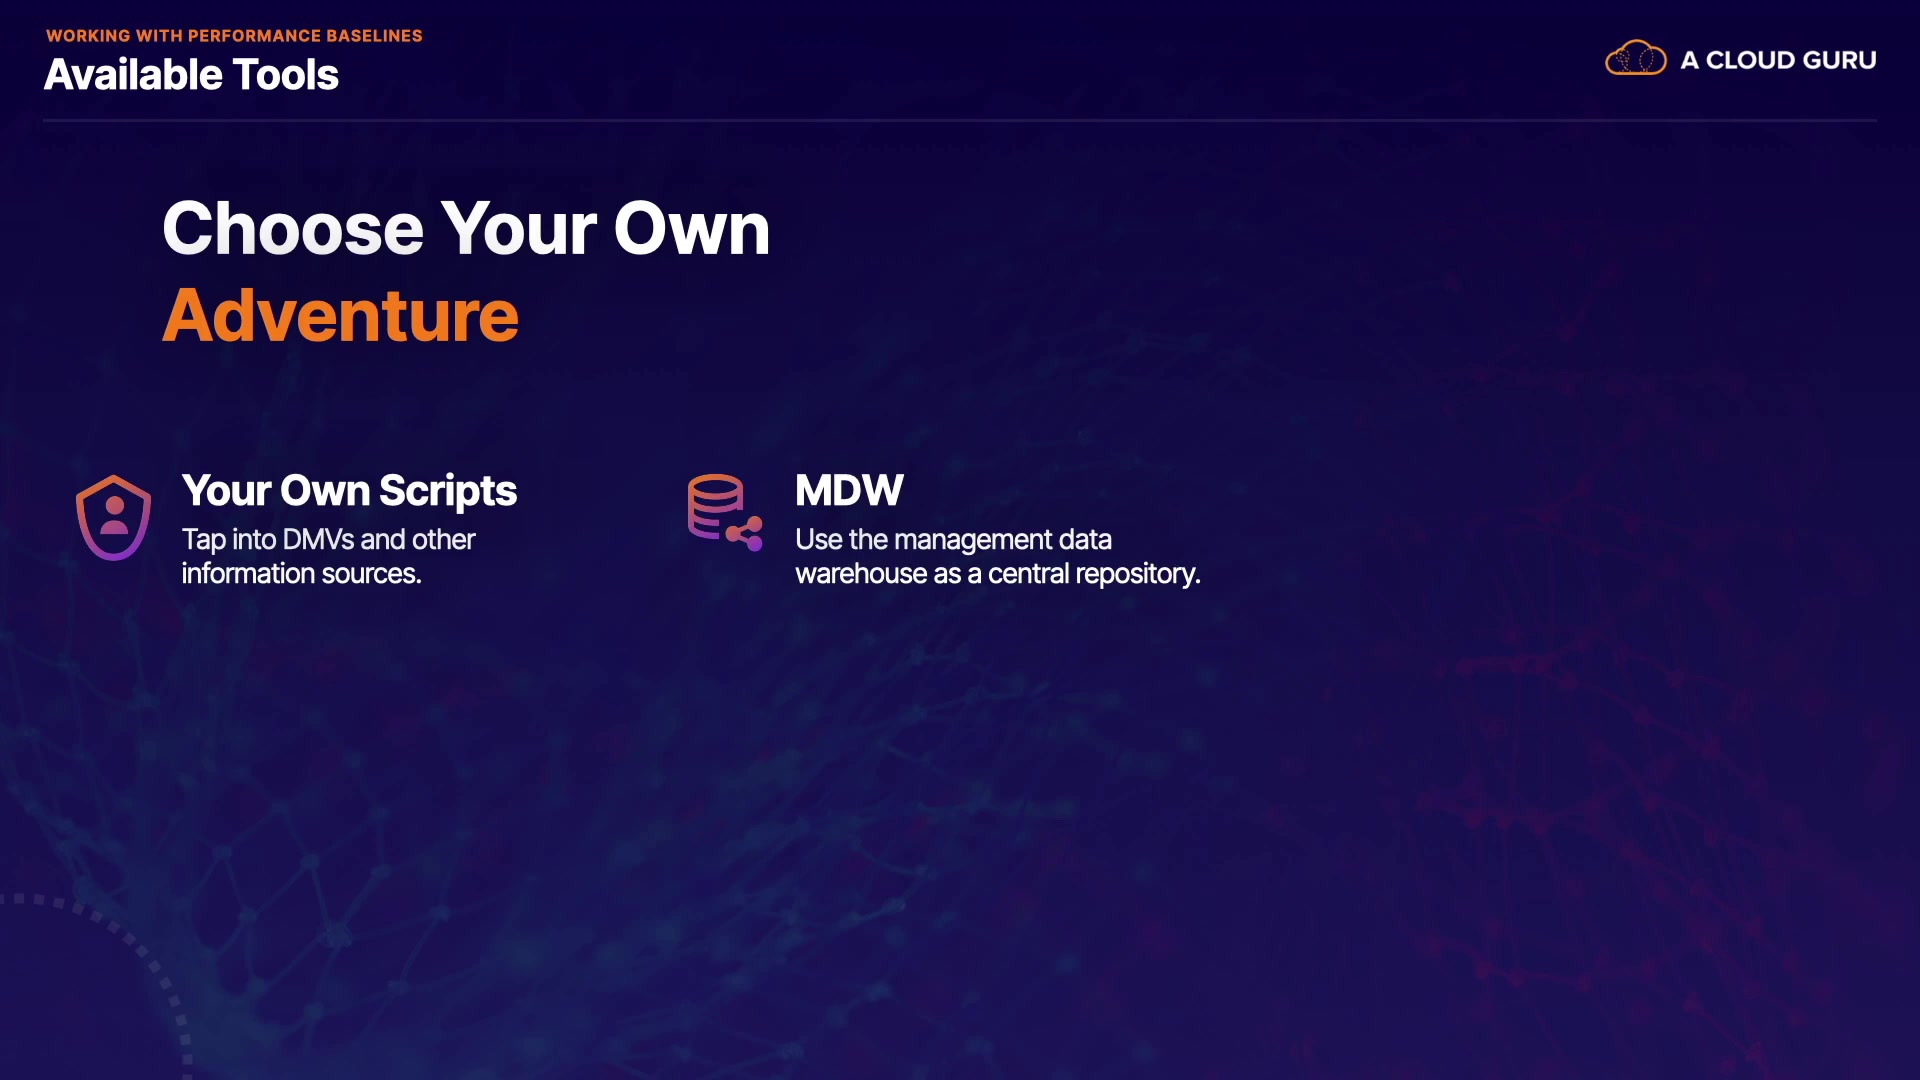 WORKING WITH PERFORMANCE BASELINES
Available Tools
A CLOUD GURU
Choose Your Own
Adventure
Your Own Scripts
Tap into DMVs and other
information sources.
MDW
Use the management data
warehouse as a central repository.